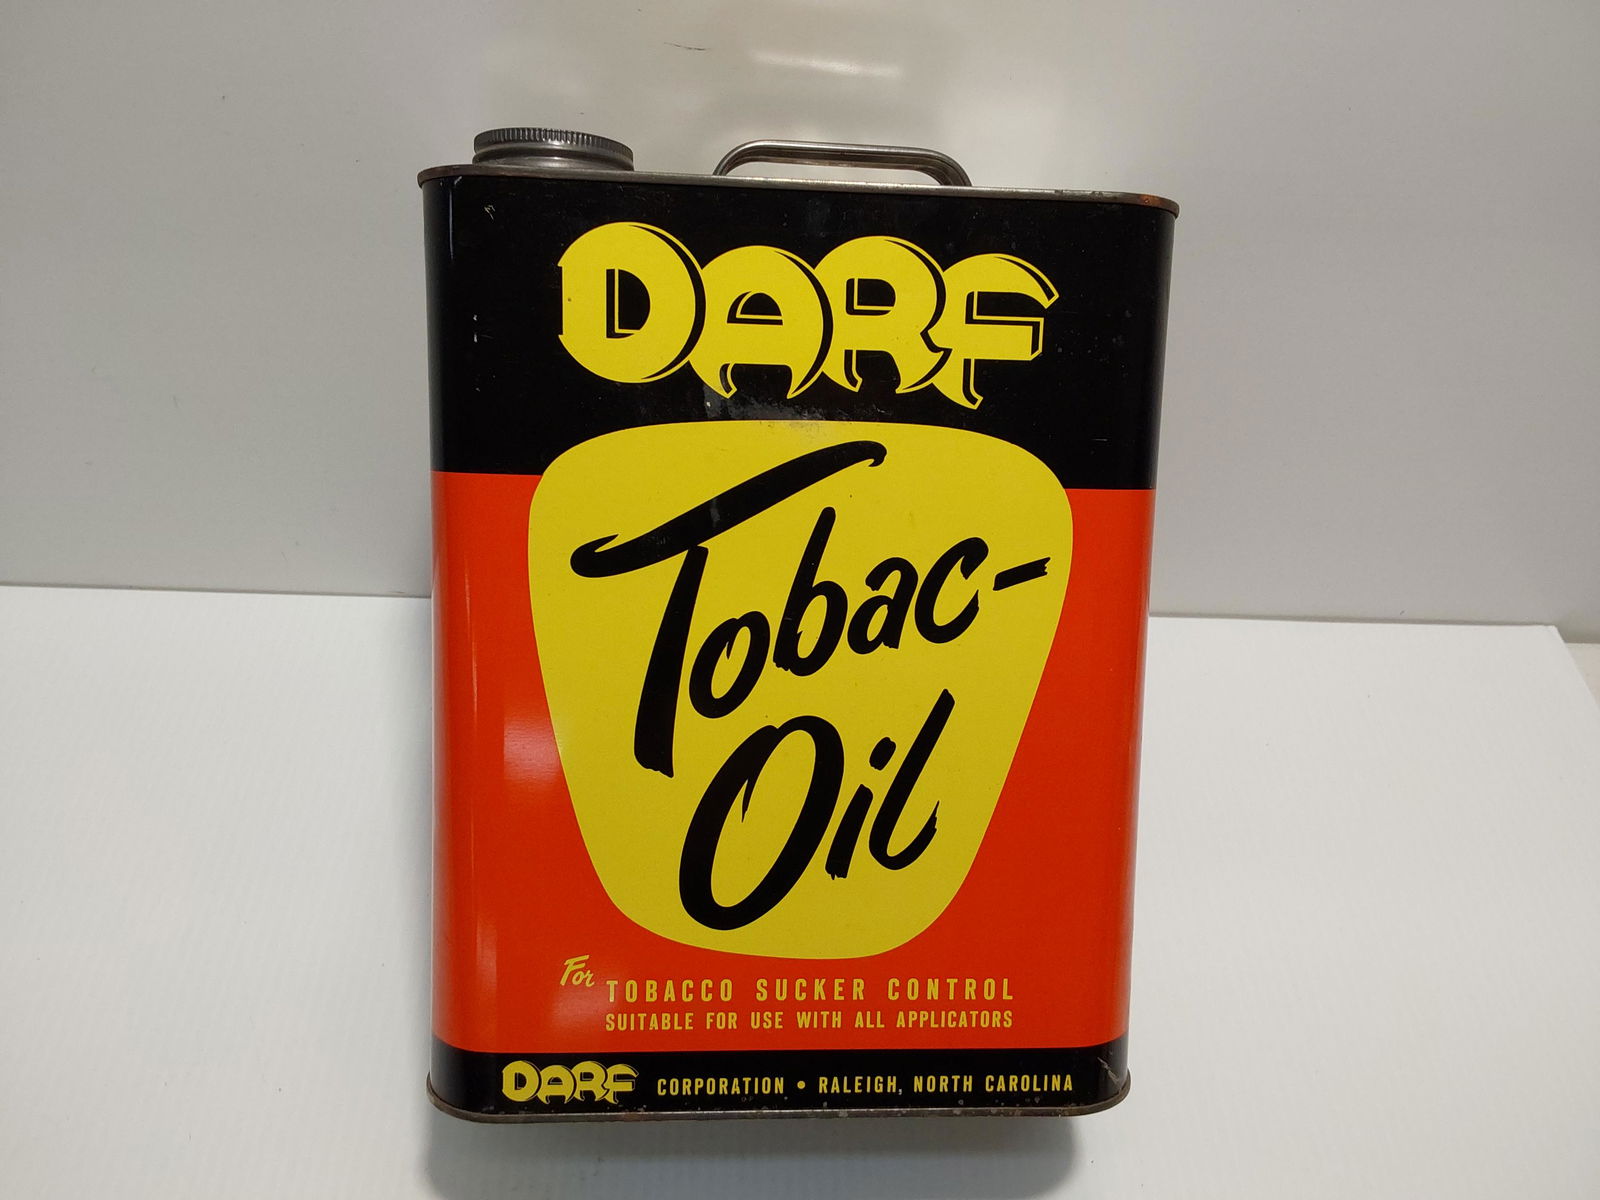 DARF
Tobac-
Oil
For TOBACCO SUCKER CONTROL
SUITABLE FOR USE WITH ALL APPLICATORS
DARF CORPORATION • RALEIGH, NORTH CAROLINA